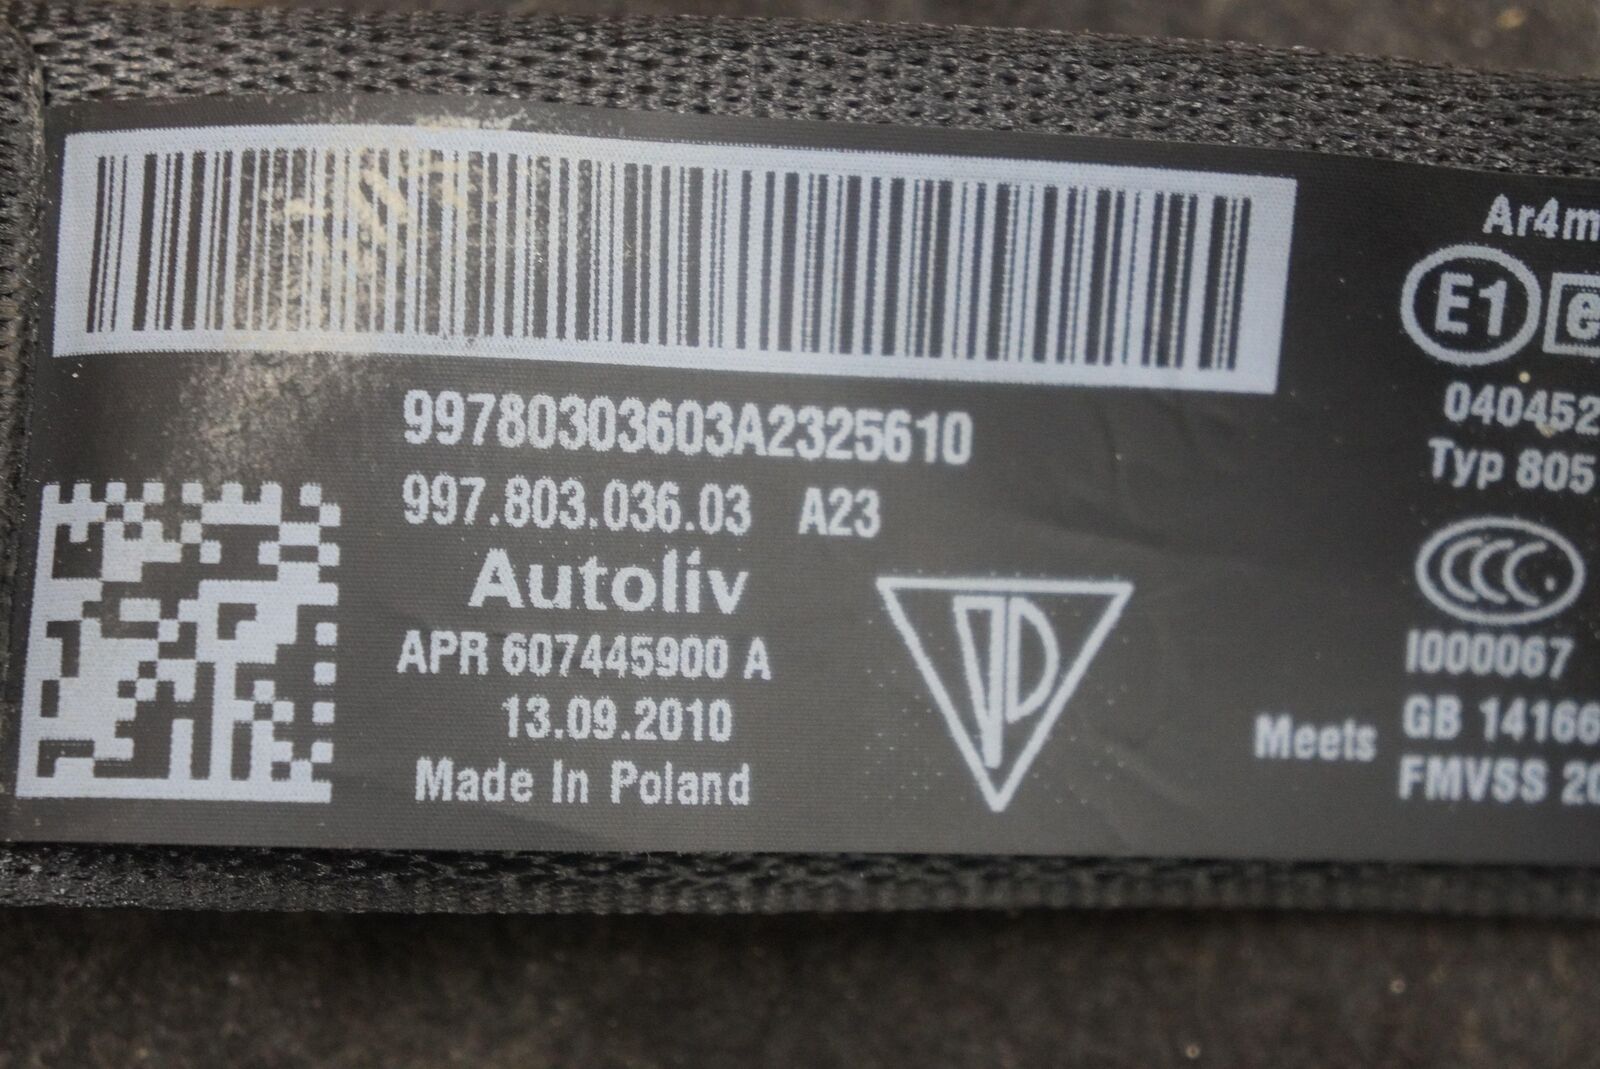 99780303603A2325610
997.803.036.03 A23
Autoliv
APR 607445900 A
13.09.2010
Made In Poland
Ar4m
E1 e
040452
Typ 805
CCC
I000067
Meets GB 14166
FMVSS 20